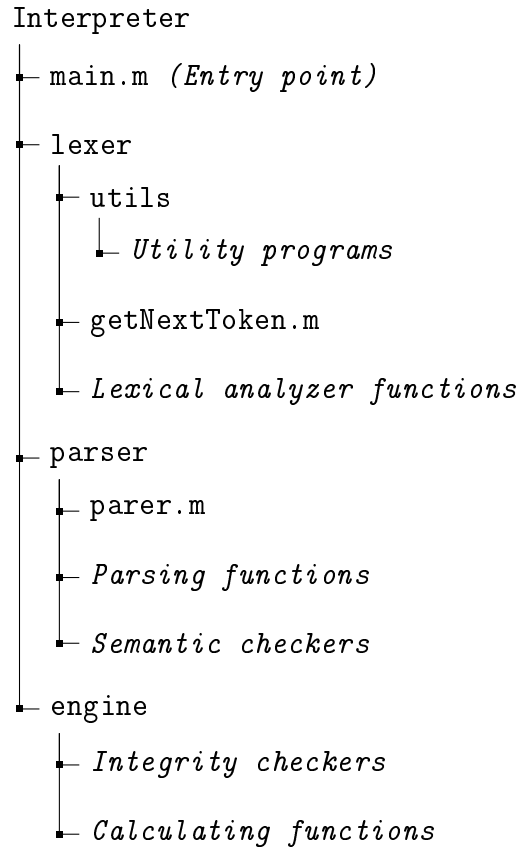 Interpreter
main.m (Entry point)
lexer
utils
Utility programs
getNextToken.m
Lexical analyzer functions
parser
parer.m
Parsing functions
Semantic checkers
engine
Integrity checkers
Calculating functions